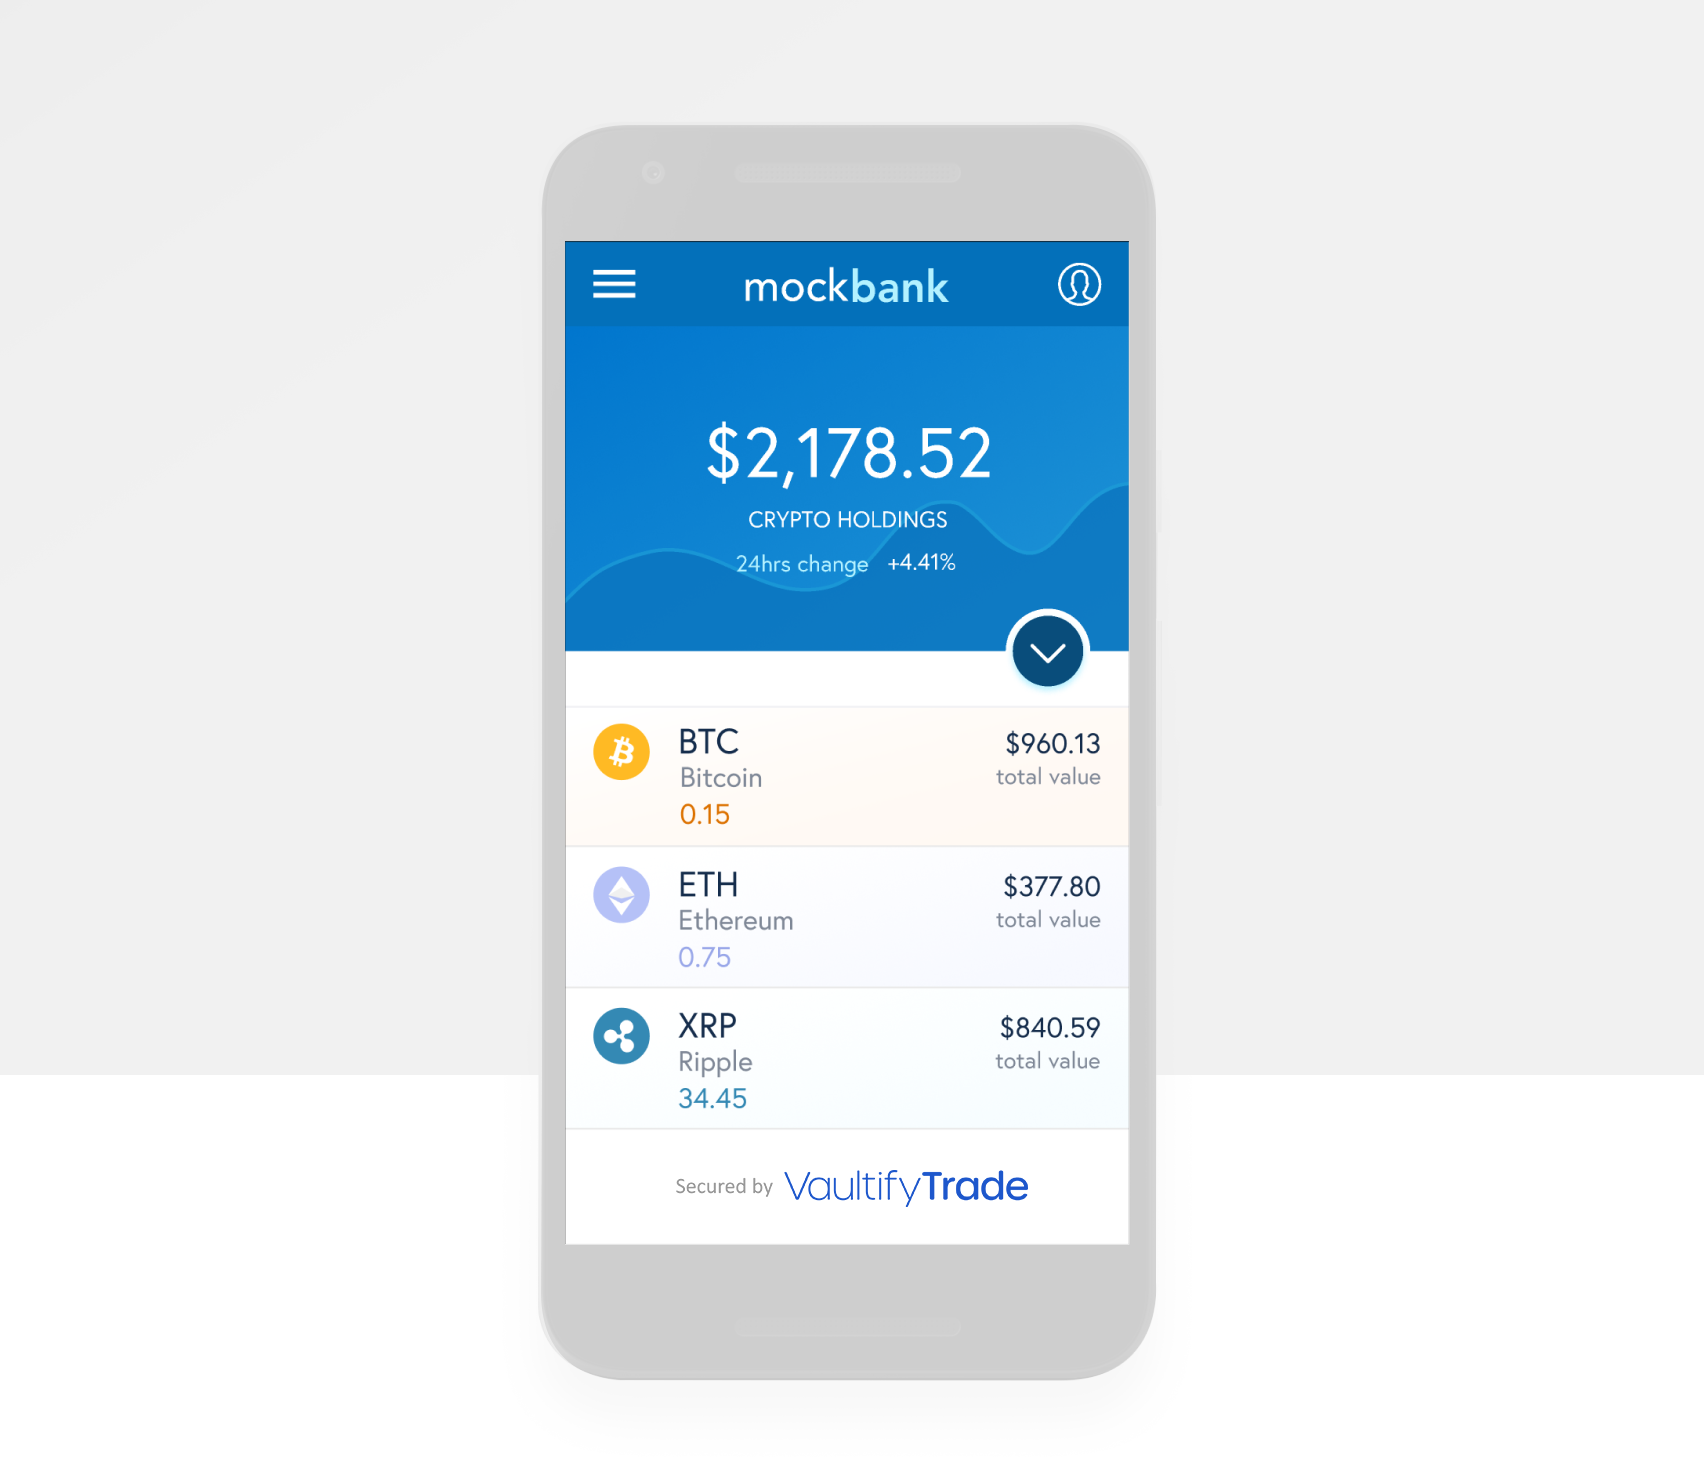 mockbank
$2,178.52
CRYPTO HOLDINGS
24hrs change +4.41%
BTC $960.13
Bitcoin total value
0.15
ETH $377.80
Ethereum total value
0.75
XRP $840.59
Ripple total value
34.45
Secured by VaultifyTrade